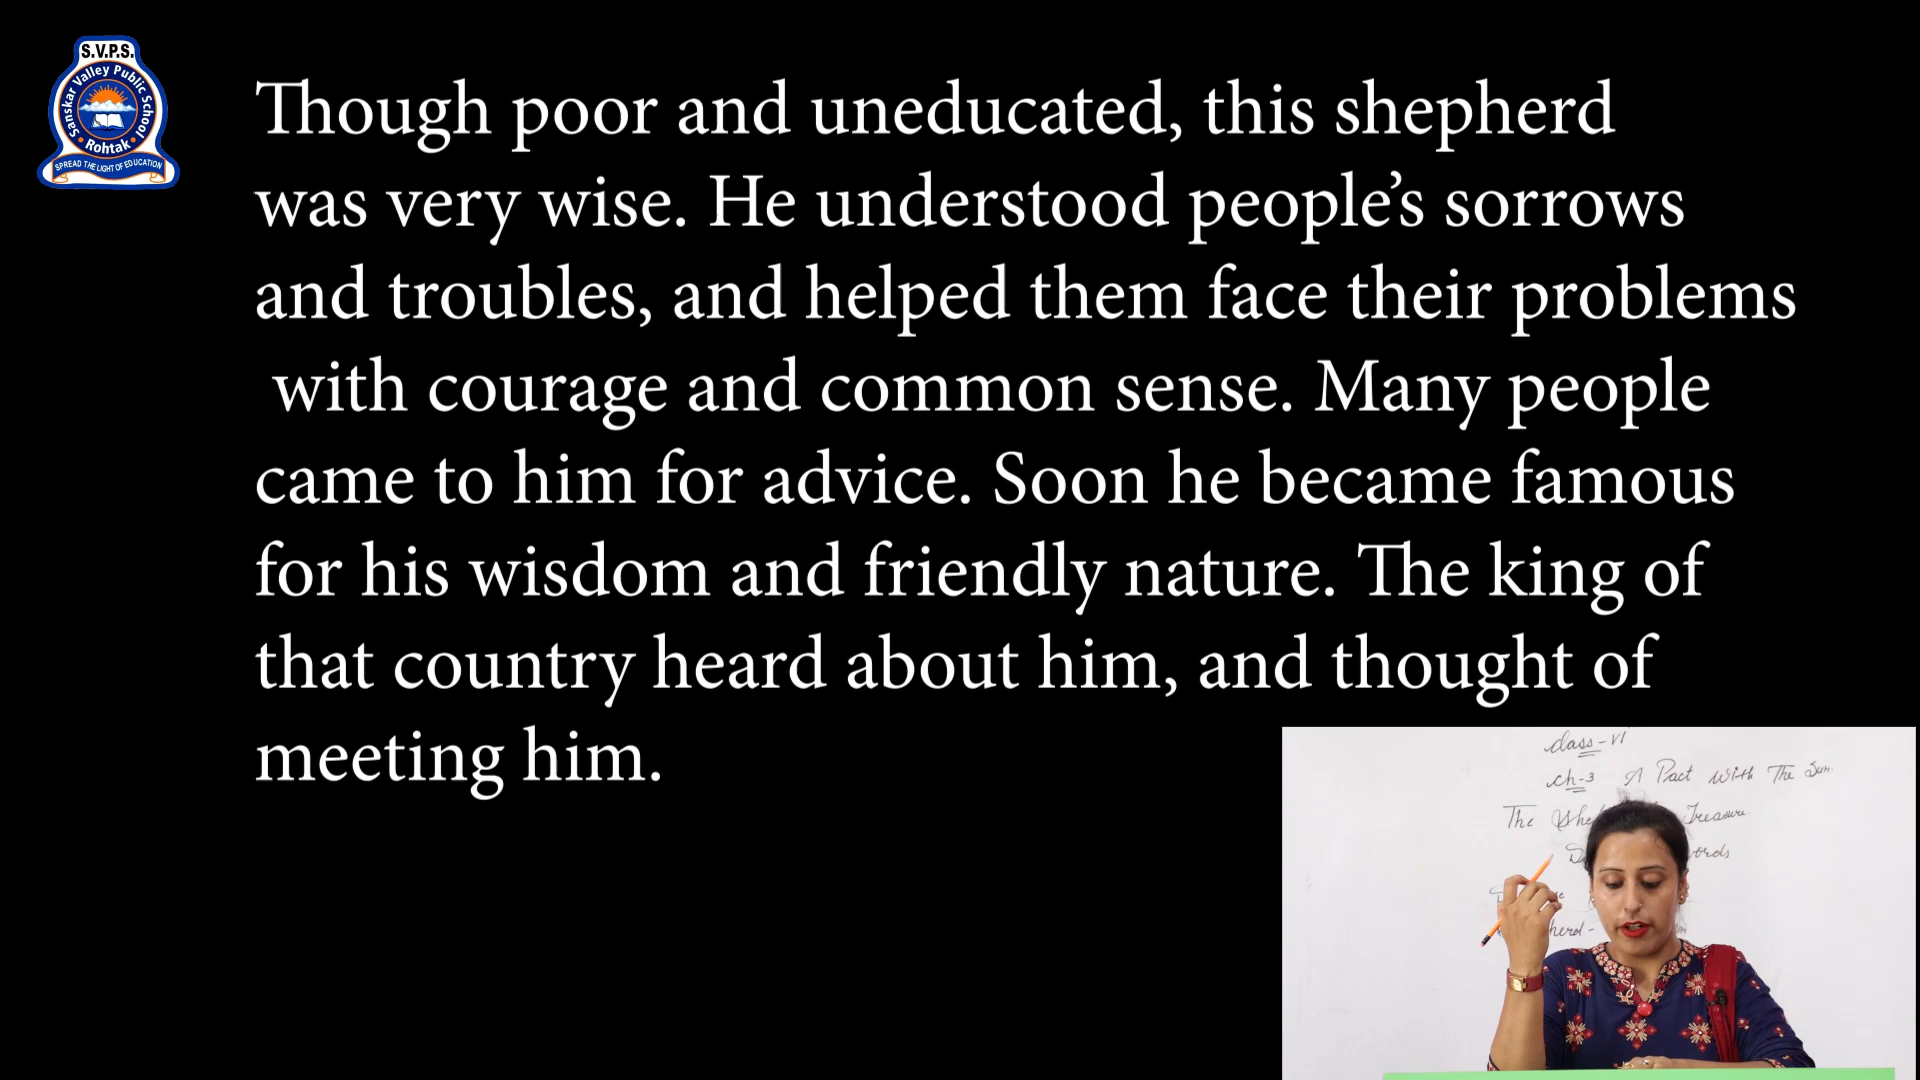 S.V.P.S.
Sanskar Valley Public School
Rohtak
SPREAD THE LIGHT OF EDUCATION
Though poor and uneducated, this shepherd
was very wise. He understood people’s sorrows
and troubles, and helped them face their problems
with courage and common sense. Many people
came to him for advice. Soon he became famous
for his wisdom and friendly nature. The king of
that country heard about him, and thought of
meeting him.
class-VI
ch-3 A Pact With The Sun.
The She Treasure